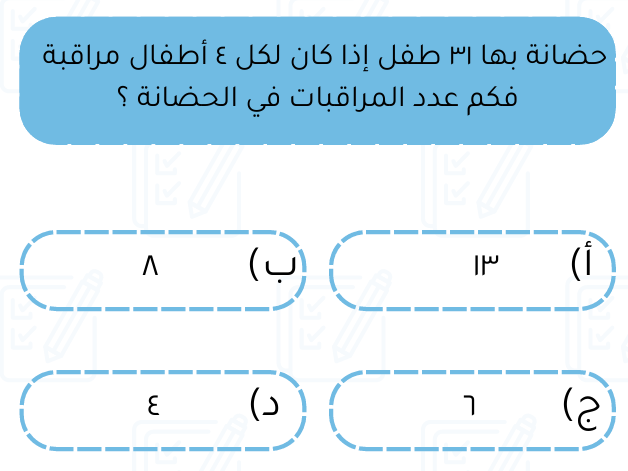 حضانة بها ٣١ طفل إذا كان لكل ٤ أطفال مراقبة
فكم عدد المراقبات في الحضانة ؟
أ) ١٣
ب) ٨
ج) ٦
د) ٤